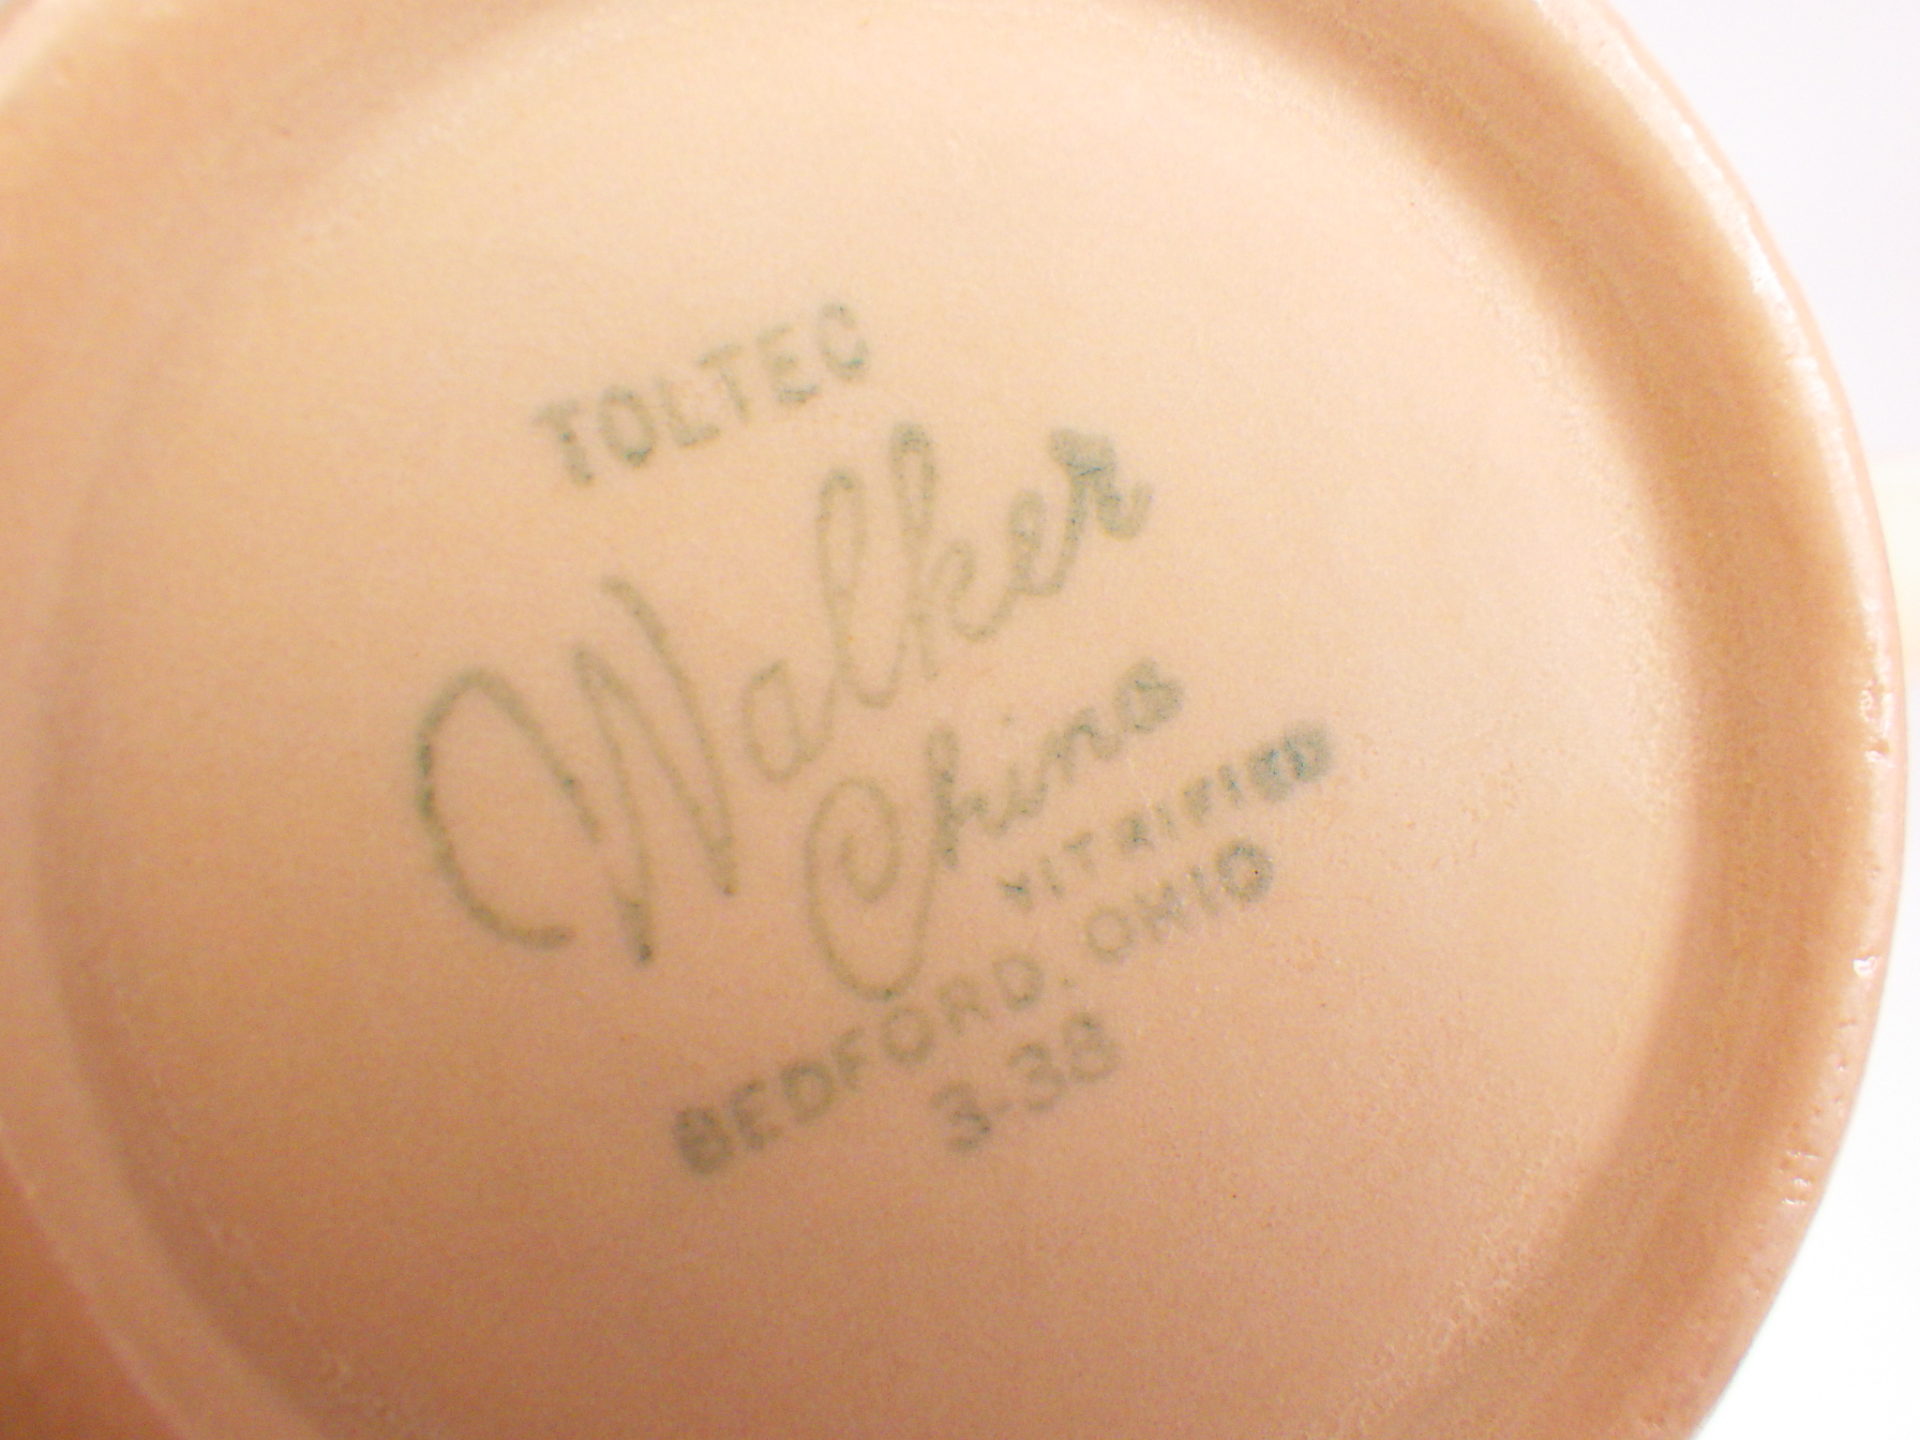 TOLTEC
Walker
China
VITRIFIED
BEDFORD, OHIO
3-38